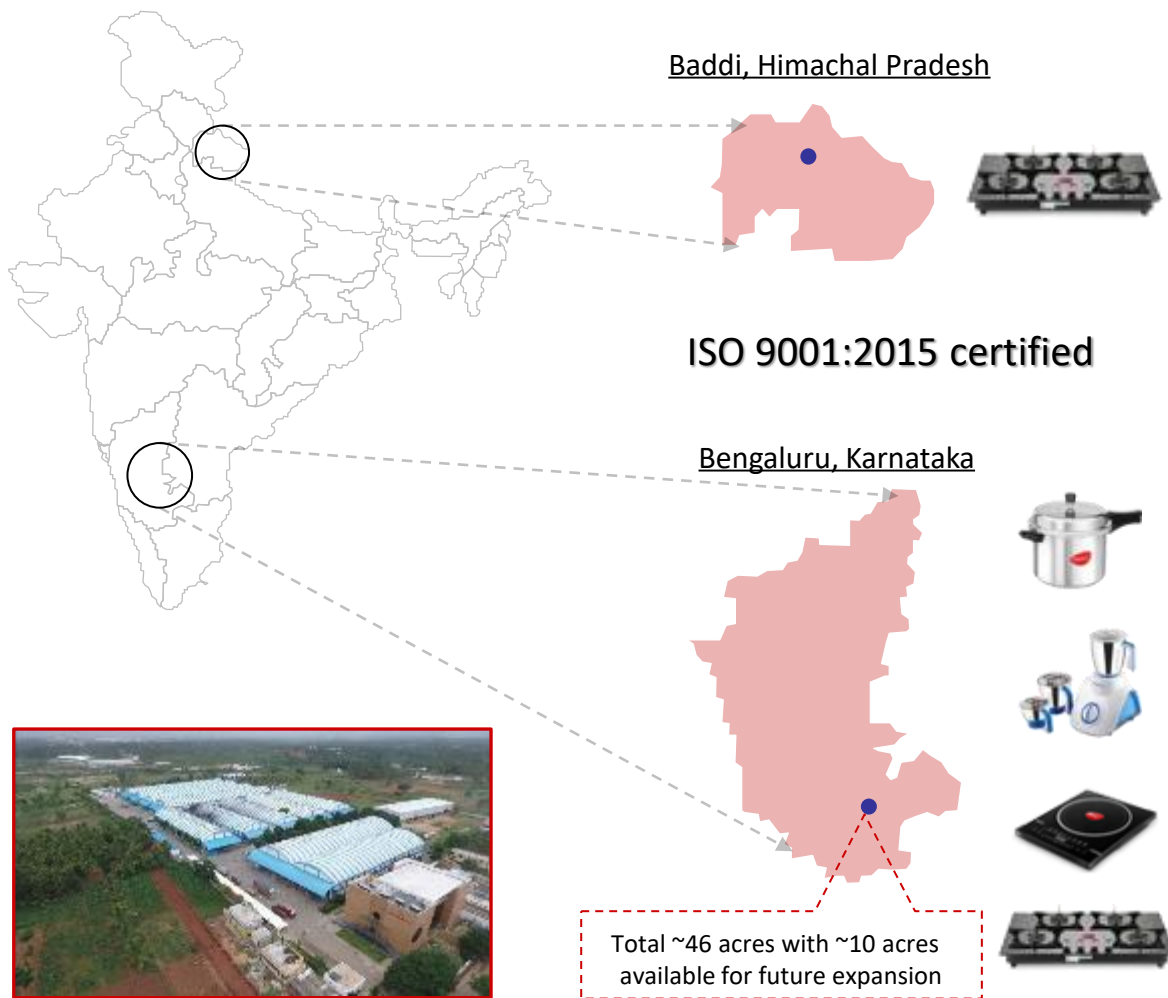 Baddi, Himachal Pradesh
ISO 9001:2015 certified
Bengaluru, Karnataka
Total ~46 acres with ~10 acres
available for future expansion